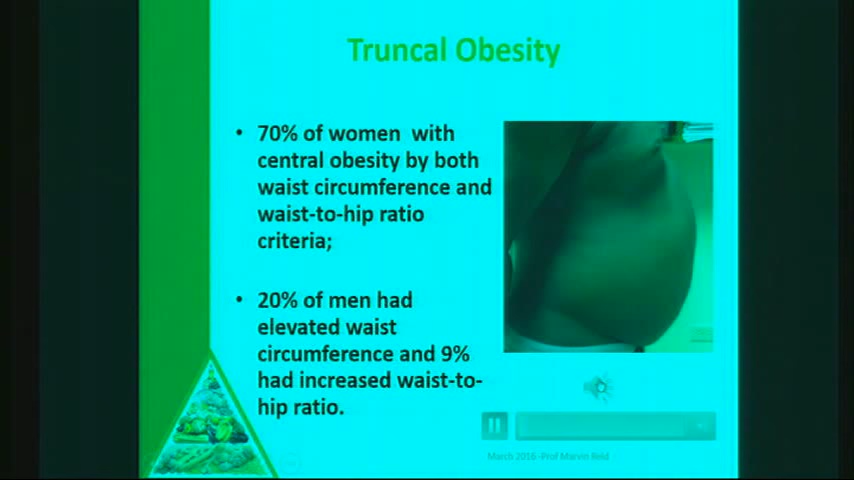 Truncal Obesity
• 70% of women with
central obesity by both
waist circumference and
waist-to-hip ratio
criteria;
• 20% of men had
elevated waist
circumference and 9%
had increased waist-to-
hip ratio.
March 2016 -Prof Marvin Reid